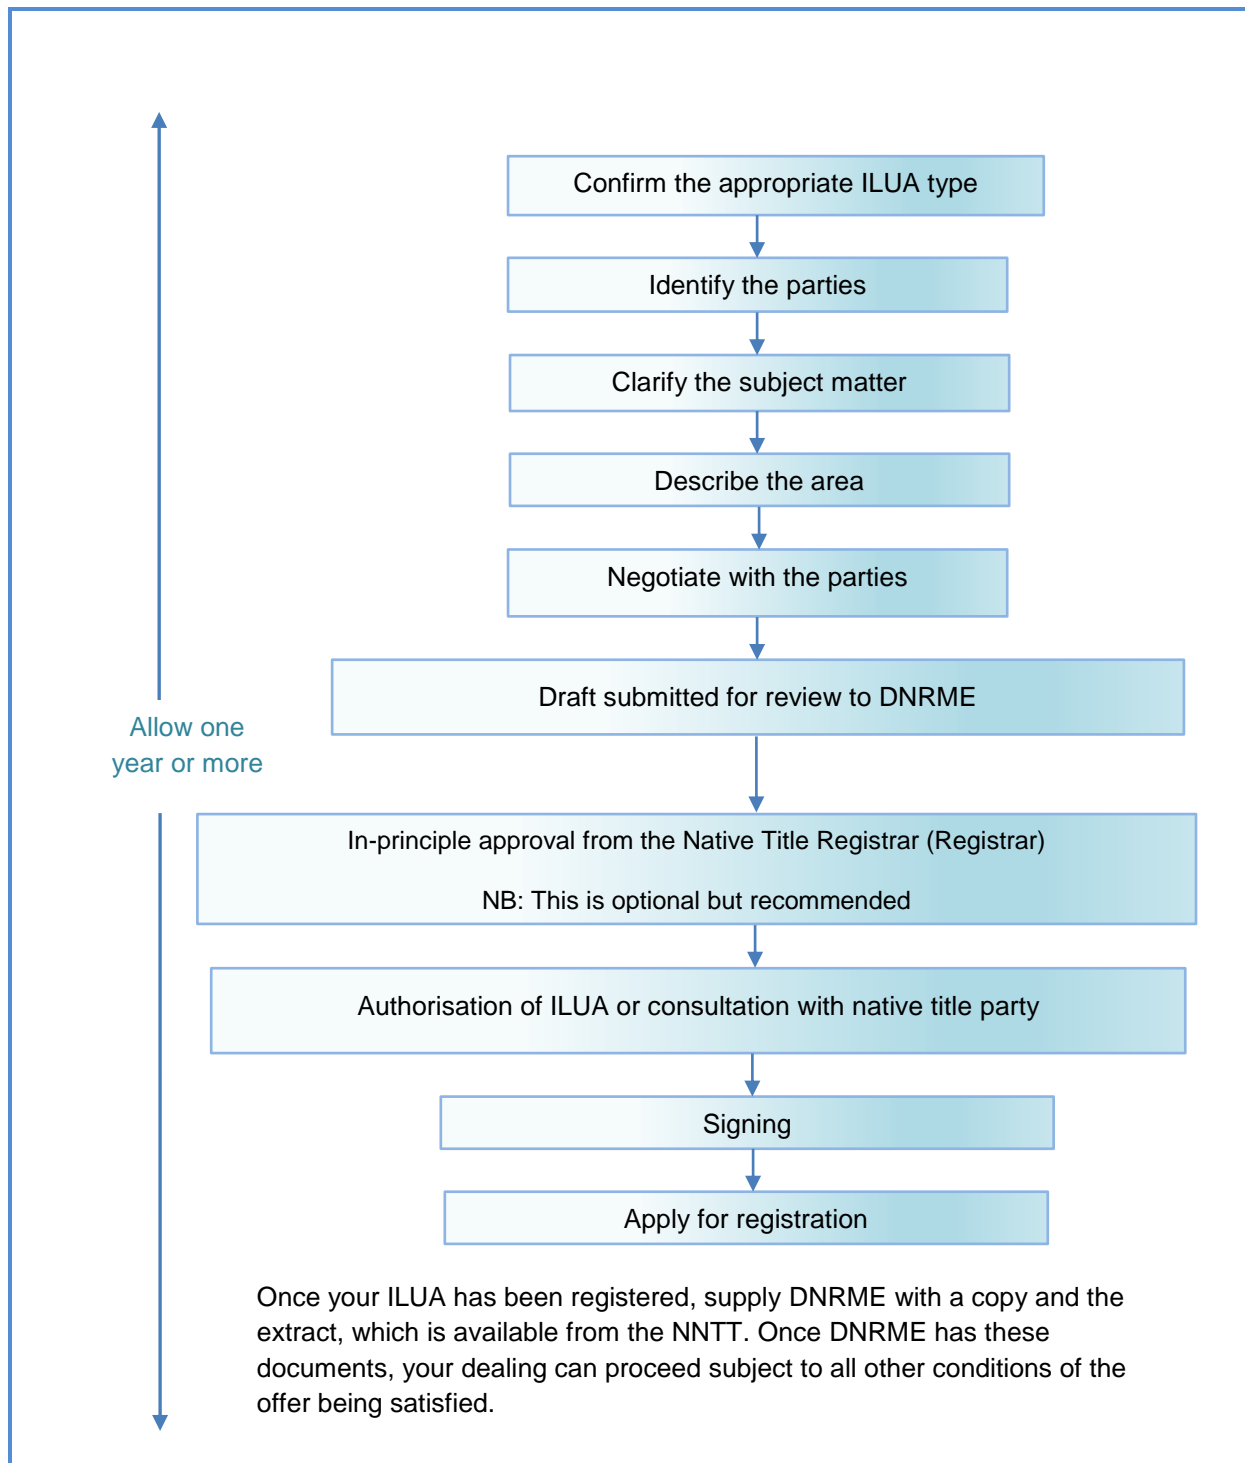 Confirm the appropriate ILUA type
Identify the parties
Clarify the subject matter
Describe the area
Negotiate with the parties
Draft submitted for review to DNRME
Allow one
year or more
In-principle approval from the Native Title Registrar (Registrar)
NB: This is optional but recommended
Authorisation of ILUA or consultation with native title party
Signing
Apply for registration
Once your ILUA has been registered, supply DNRME with a copy and the
extract, which is available from the NNTT. Once DNRME has these
documents, your dealing can proceed subject to all other conditions of the
offer being satisfied.